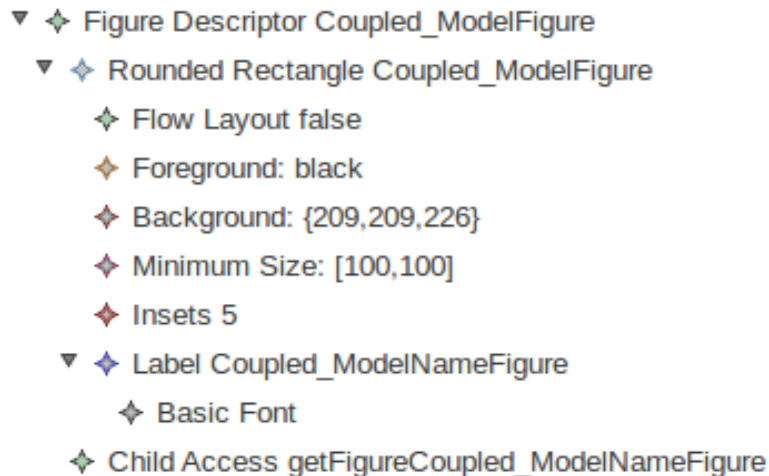 Figure Descriptor Coupled_ModelFigure
Rounded Rectangle Coupled_ModelFigure
Flow Layout false
Foreground: black
Background: {209,209,226}
Minimum Size: [100,100]
Insets 5
Label Coupled_ModelNameFigure
Basic Font
Child Access getFigureCoupled_ModelNameFigure